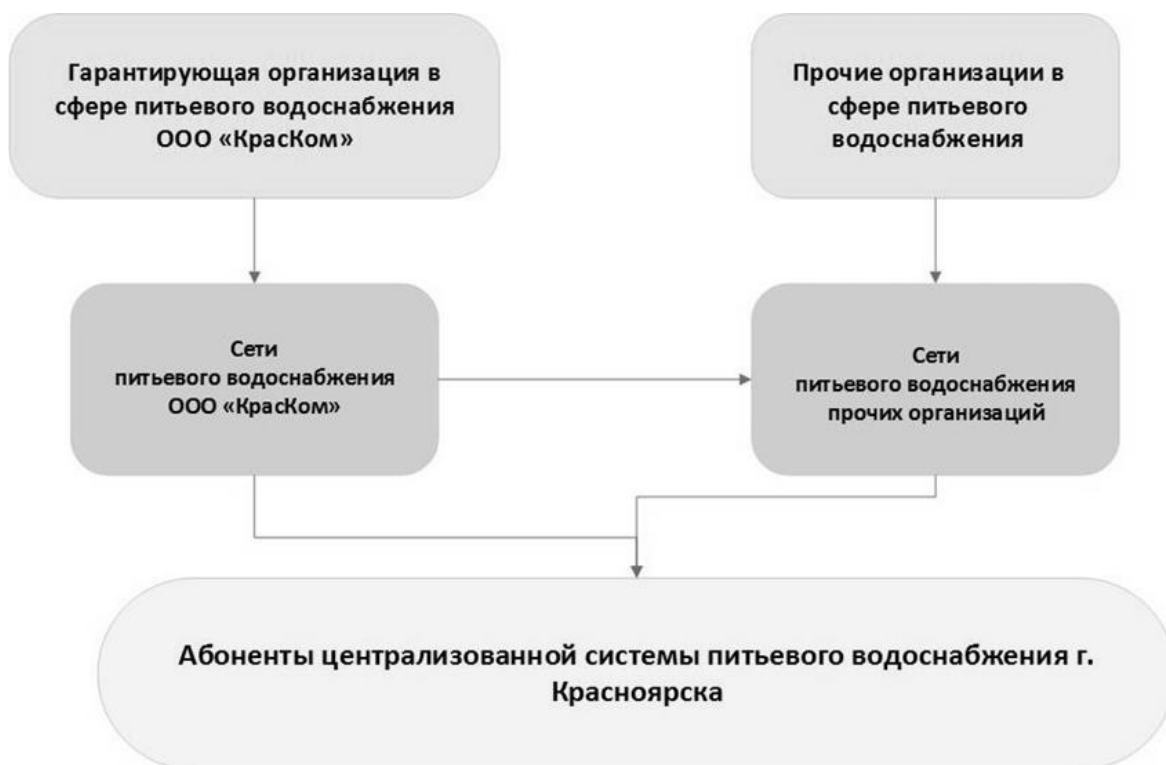 Гарантирующая организация в
сфере питьевого водоснабжения
ООО «КрасКом»
Прочие организации в
сфере питьевого
водоснабжения
Сети
питьевого водоснабжения
ООО «КрасКом»
Сети
питьевого водоснабжения
прочих организаций
Абоненты централизованной системы питьевого водоснабжения г.
Красноярска